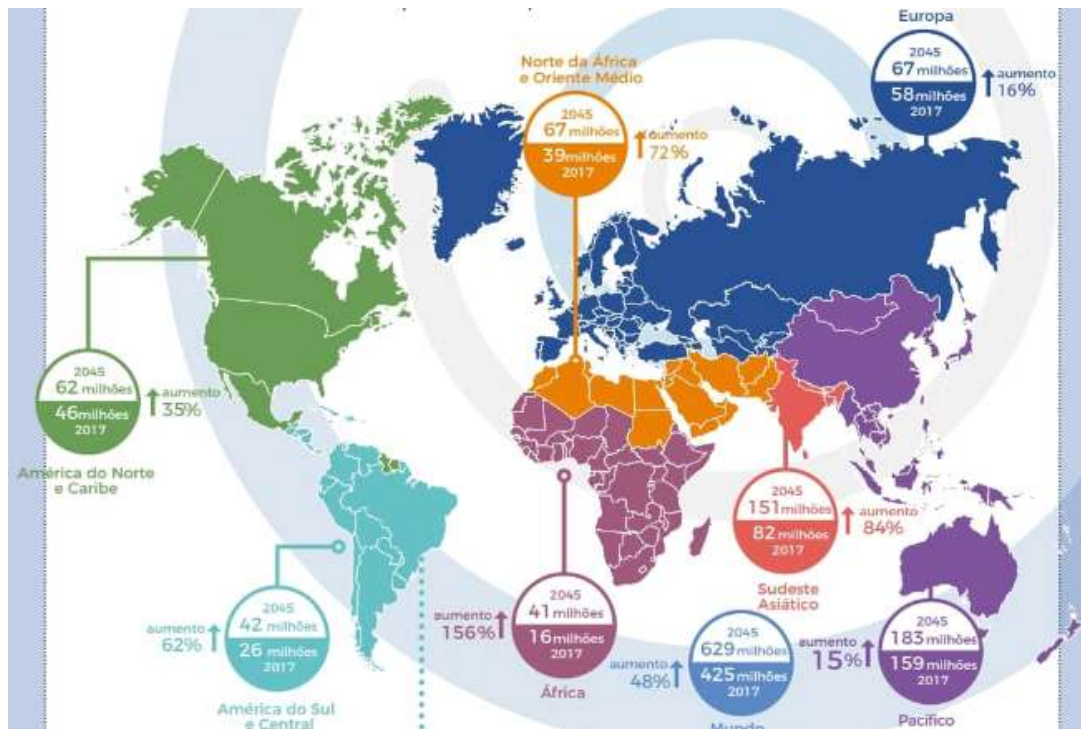 Europa
2045
67 milhões
58 milhões
2017
aumento
16%
Norte da África
e Oriente Médio
2045
67 milhões
39 milhões
2017
aumento
72%
2045
62 milhões
46 milhões
2017
aumento
35%
América do Norte
e Caribe
2045
151 milhões
82 milhões
2017
aumento
84%
Sudeste
Asiático
2045
42 milhões
26 milhões
2017
aumento
62%
América do Sul
e Central
2045
41 milhões
16 milhões
2017
aumento
156%
África
2045
629 milhões
425 milhões
2017
aumento
48%
Mundo
2045
183 milhões
159 milhões
2017
aumento
15%
Pacífico